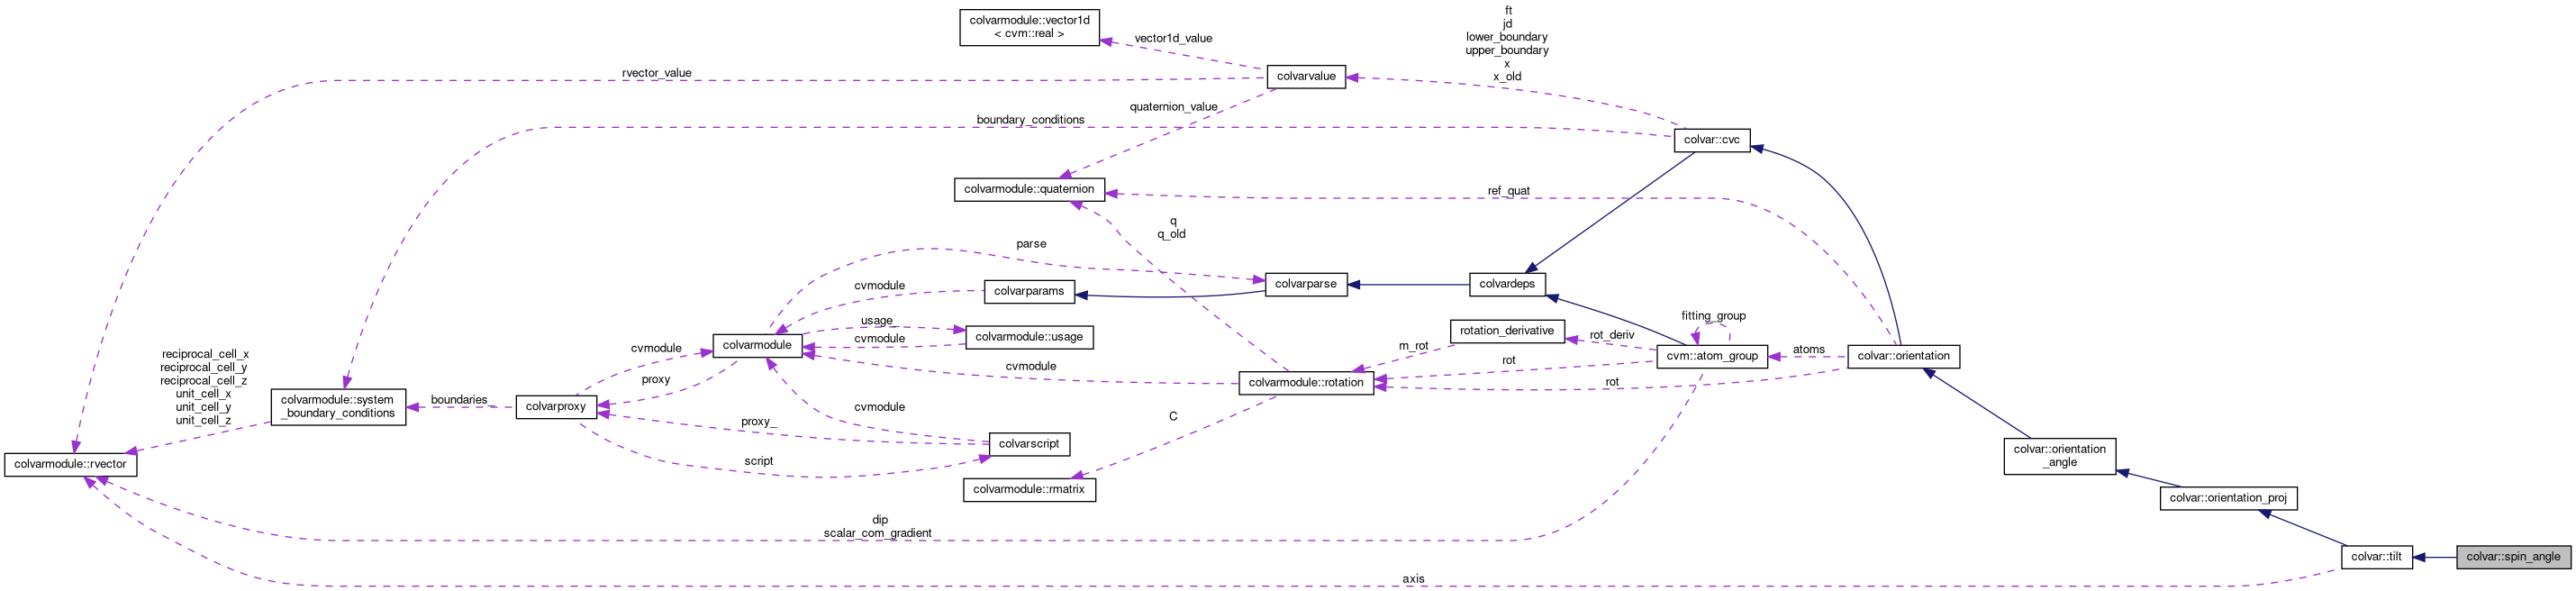 colvarmodule::vector1d
< cvm::real >
vector1d_value
ft
jd
lower_boundary
upper_boundary
x
x_old
rvector_value
colvarvalue
quaternion_value
boundary_conditions
colvar::cvc
colvarmodule::quaternion
ref_quat
q
q_old
parse
cvmodule
colvarparams
colvarparse
colvardeps
usage_
colvarmodule::usage
cvmodule
colvarmodule
cvmodule
proxy
cvmodule
rotation_derivative
rot_deriv
m_rot
fitting_group
cvm::atom_group
atoms
colvar::orientation
rot
rot
colvarmodule::rotation
reciprocal_cell_x
reciprocal_cell_y
reciprocal_cell_z
unit_cell_x
unit_cell_y
unit_cell_z
colvarmodule::system
_boundary_conditions
boundaries_
colvarproxy
cvmodule
proxy_
C
colvarscript
script
colvarmodule::rvector
colvarmodule::rmatrix
colvar::orientation
_angle
colvar::orientation_proj
dip
scalar_com_gradient
colvar::tilt
colvar::spin_angle
axis